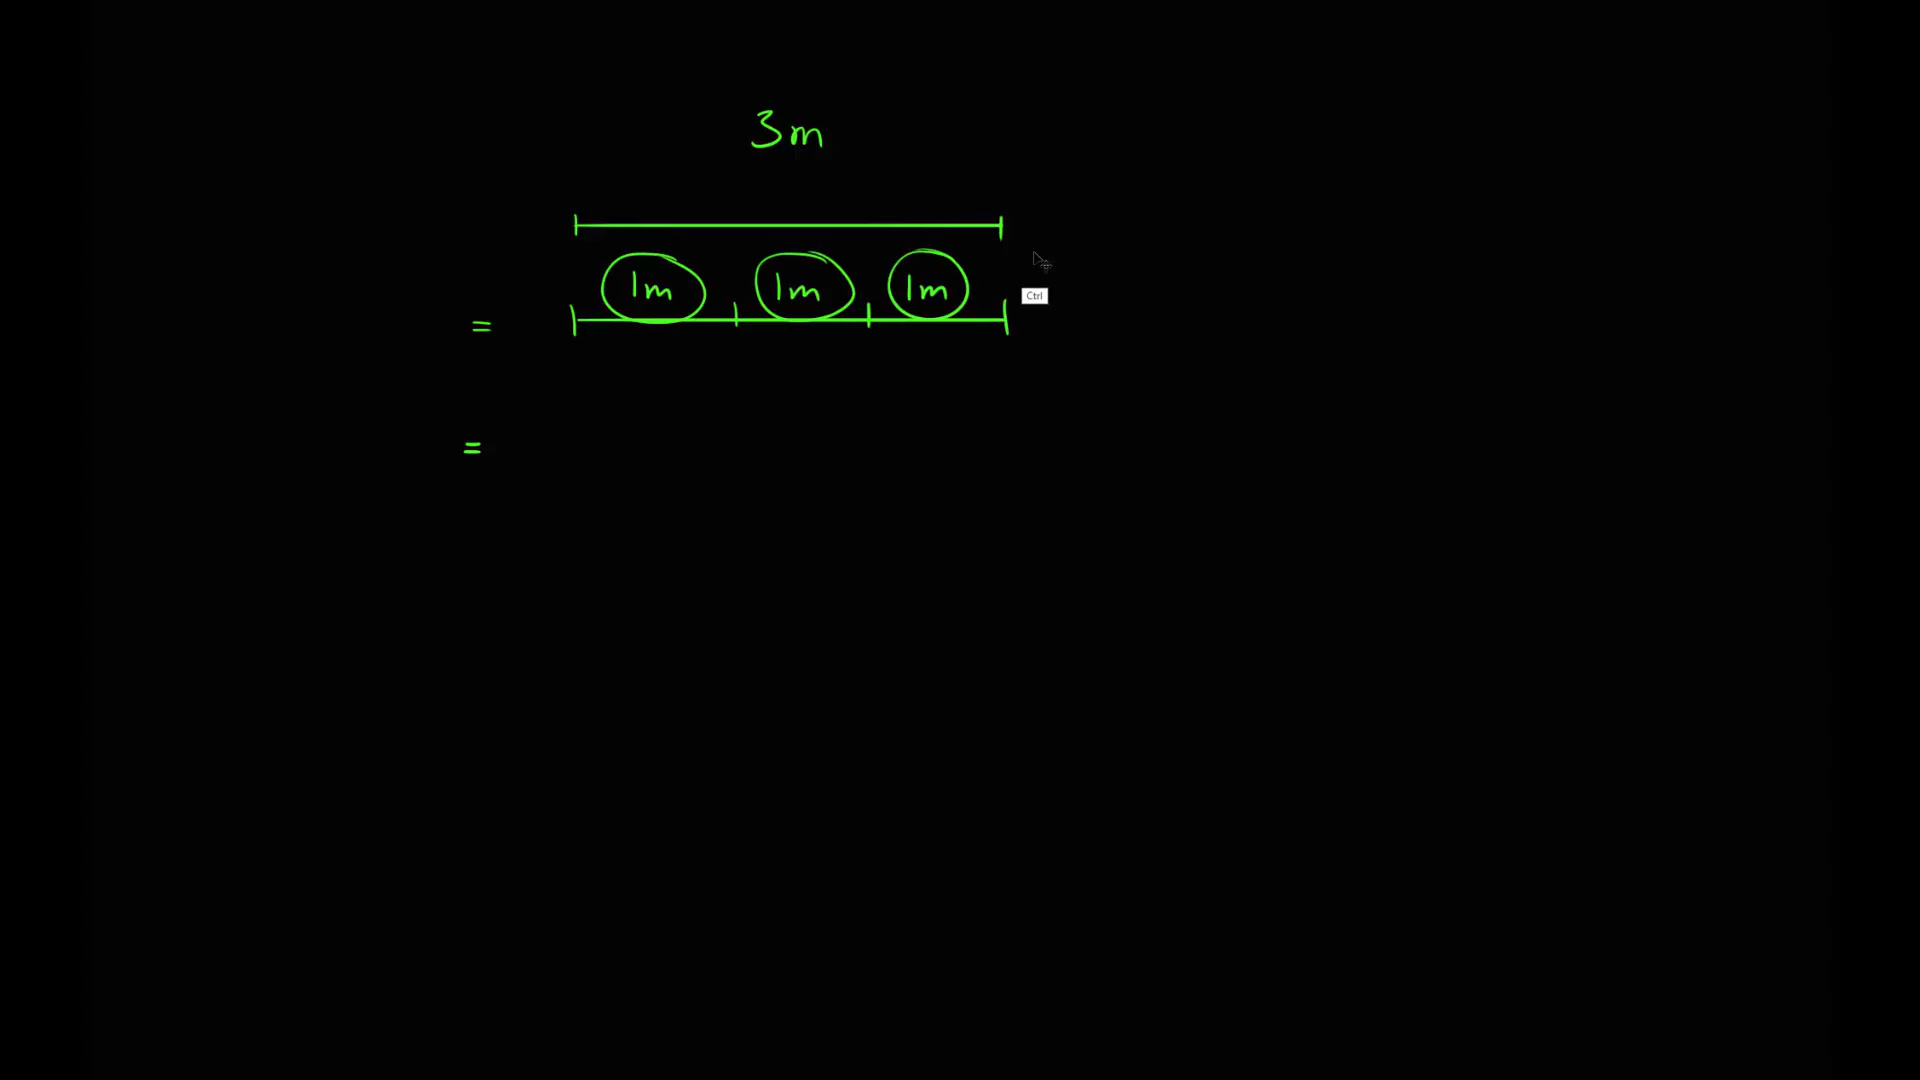 3m
1m 1m 1m
Ctrl
=
=